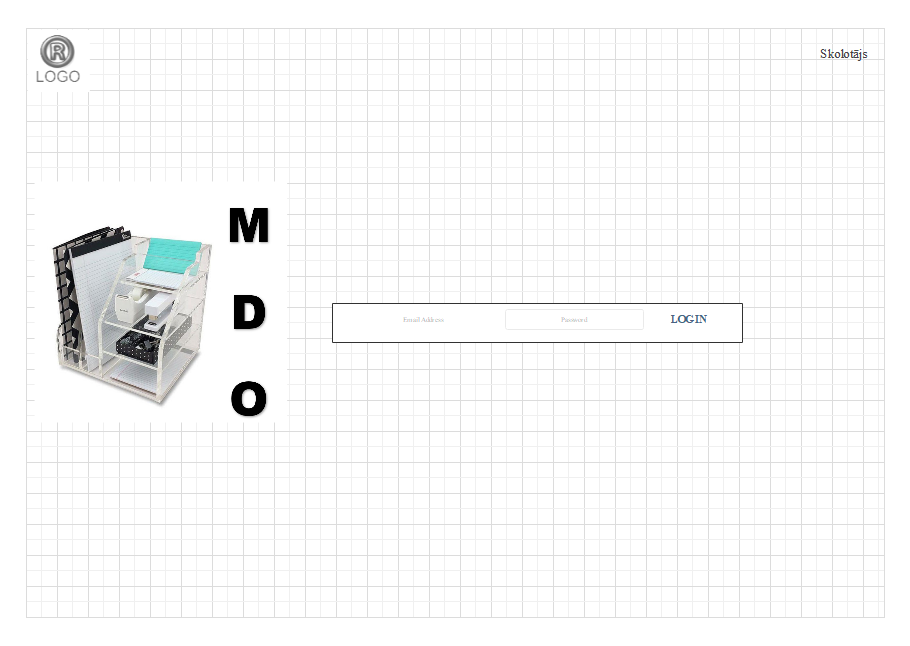 ®
LOGO
Skolotājs
M
D
O
Email Address
Password
LOGIN